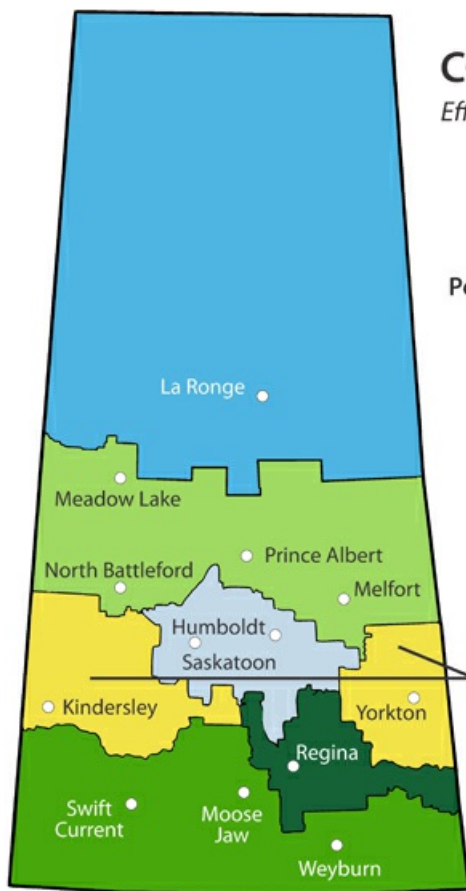 C
Eff
P
La Ronge
Meadow Lake
Prince Albert
North Battleford
Melfort
Humboldt
Saskatoon
Kindersley
Yorkton
Regina
Swift
Current
Moose
Jaw
Weyburn